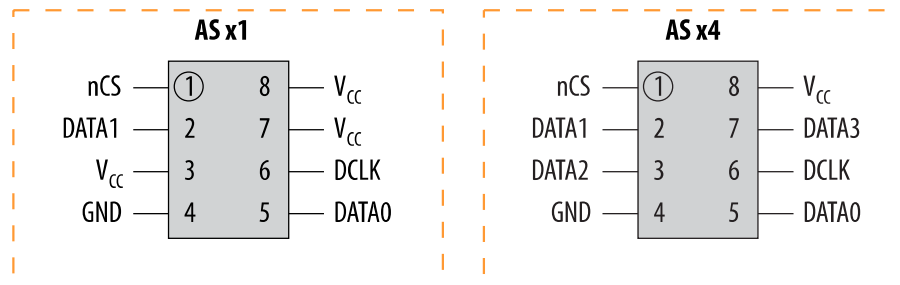 AS x1 AS x4
nCS 1 8 VCC nCS 1 8 VCC
DATA1 2 7 VCC DATA1 2 7 DATA3
VCC 3 6 DCLK DATA2 3 6 DCLK
GND 4 5 DATA0 GND 4 5 DATA0